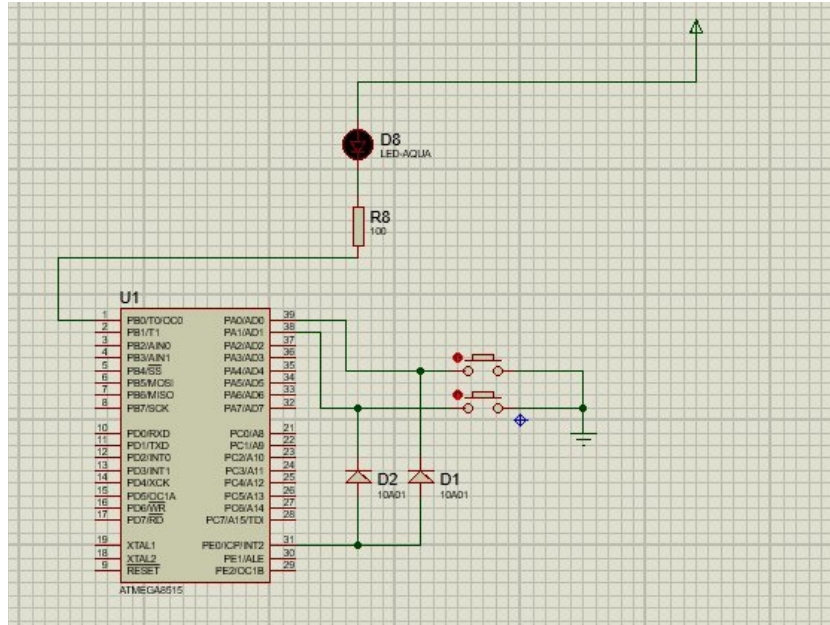 D8
LED-AQUA
R8
100
U1
1 PB0/T0/OC0 PA0/AD0 39
2 PB1/T1 PA1/AD1 38
3 PB2/AIN0 PA2/AD2 37
4 PB3/AIN1 PA3/AD3 36
5 PB4/SS PA4/AD4 35
6 PB5/MOSI PA5/AD5 34
7 PB6/MISO PA6/AD6 33
8 PB7/SCK PA7/AD7 32
10 PD0/RXD PC0/A8 21
11 PD1/TXD PC1/A9 22
12 PD2/INT0 PC2/A10 23
13 PD3/INT1 PC3/A11 24
14 PD4/XCK PC4/A12 25
15 PD5/OC1A PC5/A13 26
16 PD6/WR PC6/A14 27
17 PD7/RD PC7/A15/TDI 28
19 XTAL1 PE0/ICP/INT2 31
18 XTAL2 PE1/ALE 30
9 RESET PE2/OC1B 29
ATMEGA8515
D2
10A01
D1
10A01